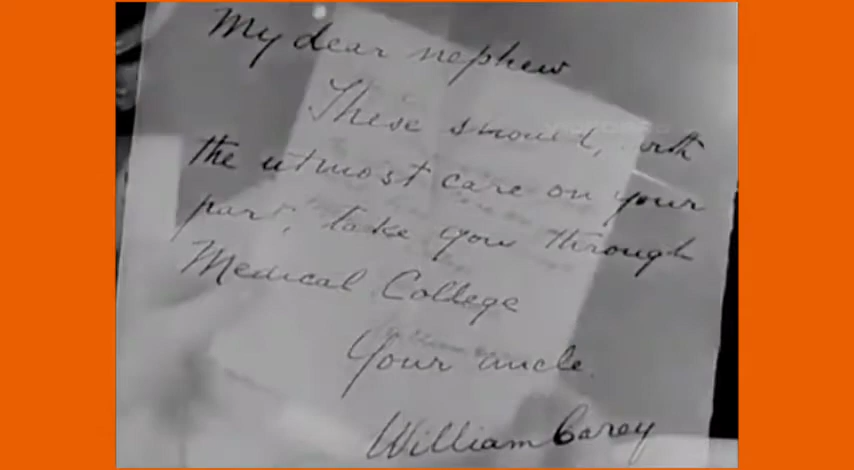 My dear nephew
These should, with
the utmost care on your
part, take you through
Medical College
Your uncle.
William Carey